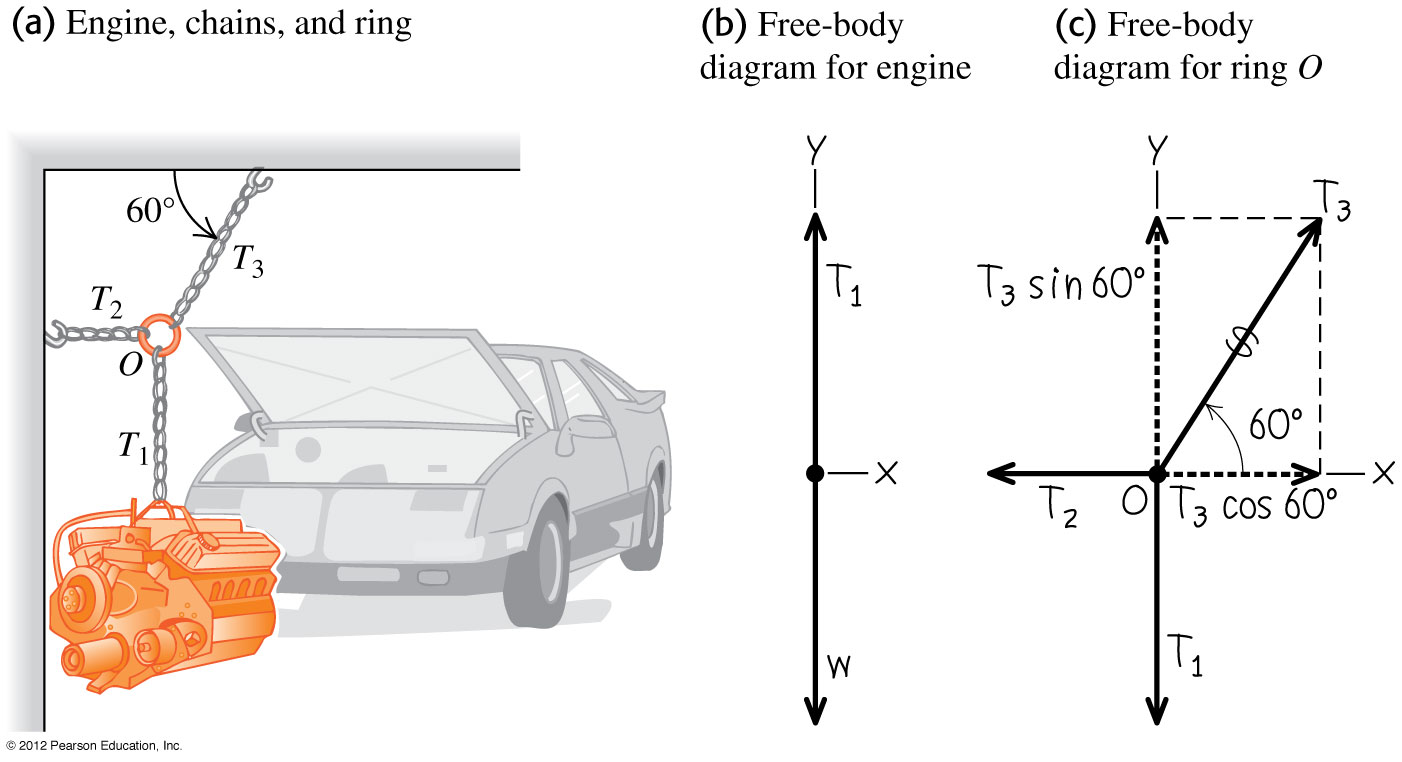 (a) Engine, chains, and ring
60°
T3
T2
O
T1
© 2012 Pearson Education, Inc.
(b) Free-body
diagram for engine
Y
T1
X
W
(c) Free-body
diagram for ring O
Y
T3
T3 sin 60°
60°
X
T2
O
T3 cos 60°
T1